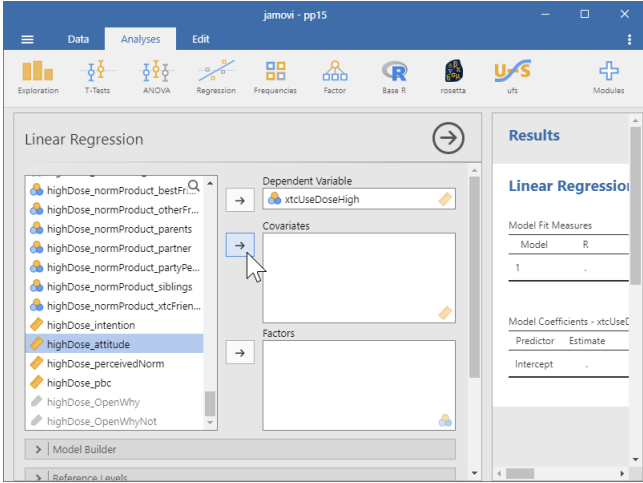 jamovi - pp15
Data Analyses Edit
Exploration T-Tests ANOVA Regression Frequencies Factor Base R rosetta ufs Modules
Linear Regression
highDose_normProduct_bestFr...
highDose_normProduct_otherFr...
highDose_normProduct_parents
highDose_normProduct_partner
highDose_normProduct_partyPe...
highDose_normProduct_siblings
highDose_normProduct_xtcFrien...
highDose_intention
highDose_attitude
highDose_perceivedNorm
highDose_pbc
highDose_OpenWhy
highDose_OpenWhyNot
Dependent Variable
xtcUseDoseHigh
Covariates
Factors
Model Builder
Reference Levels
Results
Linear Regression
Model Fit Measures
Model R
1 .
Model Coefficients - xtcUseD
Predictor Estimate
Intercept .